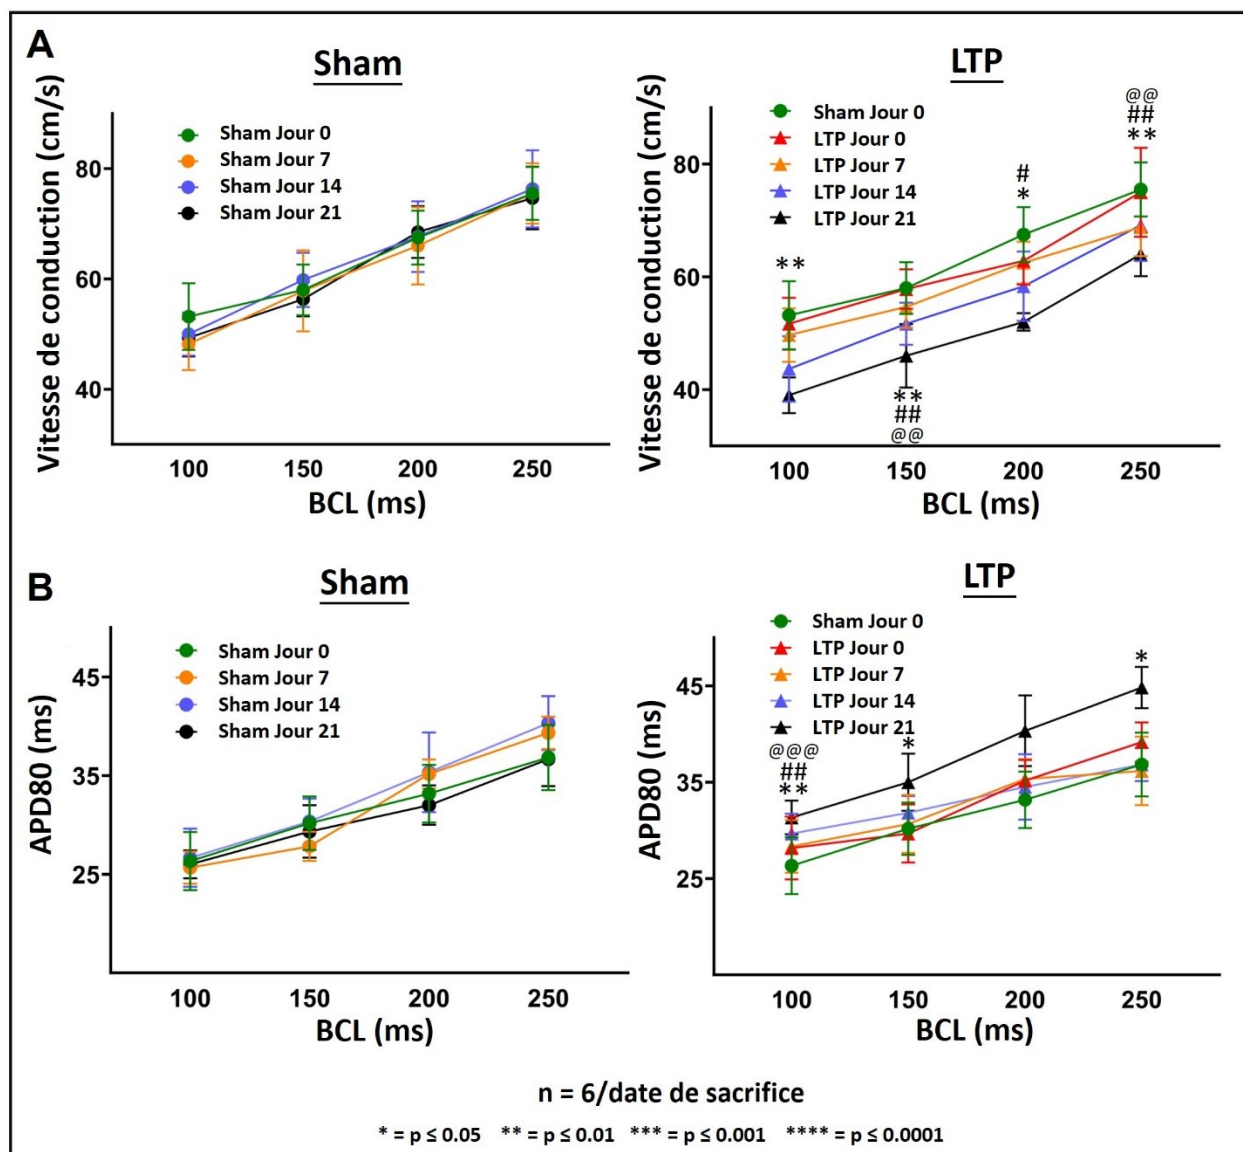 A
Sham
Vitesse de conduction (cm/s)
Sham Jour 0
Sham Jour 7
Sham Jour 14
Sham Jour 21
80
60
40
100 150 200 250
BCL (ms)
LTP
Vitesse de conduction (cm/s)
Sham Jour 0
LTP Jour 0
LTP Jour 7
LTP Jour 14
LTP Jour 21
80
60
40
**
**
##
@@
#
*
@@
##
**
100 150 200 250
BCL (ms)
B
Sham
APD80 (ms)
Sham Jour 0
Sham Jour 7
Sham Jour 14
Sham Jour 21
45
35
25
100 150 200 250
BCL (ms)
LTP
APD80 (ms)
Sham Jour 0
LTP Jour 0
LTP Jour 7
LTP Jour 14
LTP Jour 21
45
35
25
@@@
##
**
*
*
100 150 200 250
BCL (ms)
n = 6/date de sacrifice
* = p ≤ 0.05 ** = p ≤ 0.01 *** = p ≤ 0.001 **** = p ≤ 0.0001